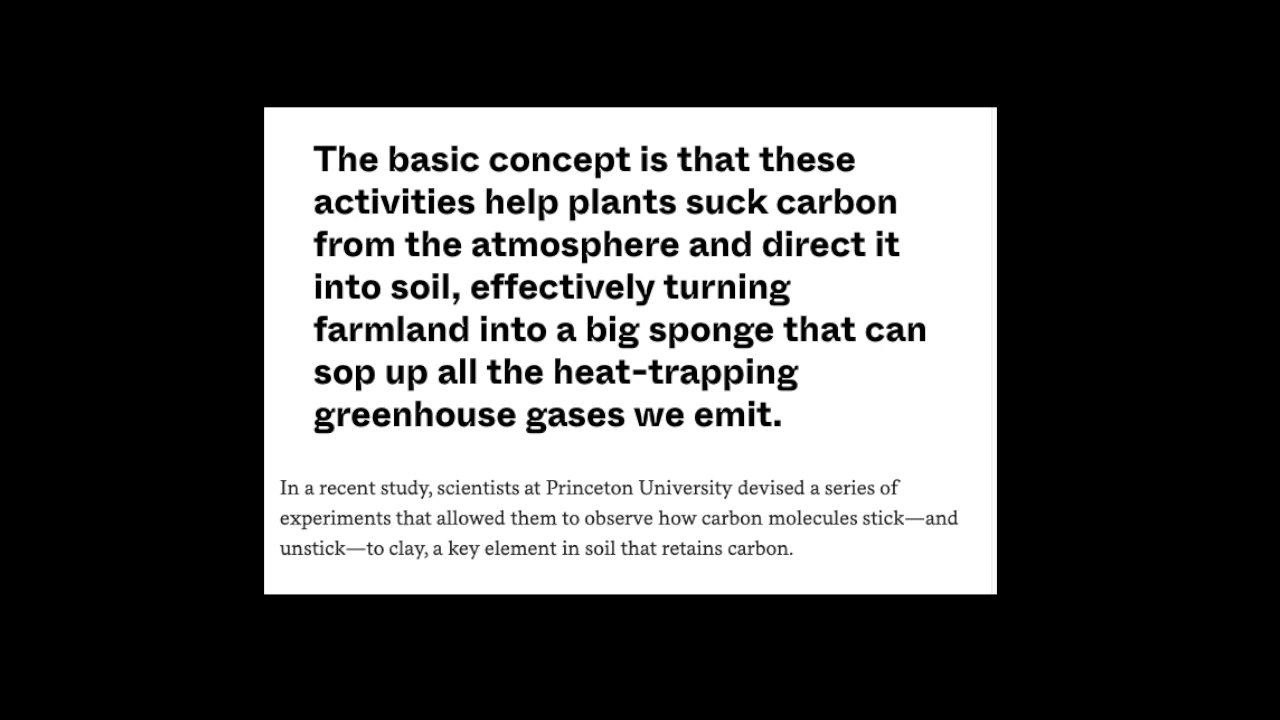 The basic concept is that these
activities help plants suck carbon
from the atmosphere and direct it
into soil, effectively turning
farmland into a big sponge that can
sop up all the heat-trapping
greenhouse gases we emit.
In a recent study, scientists at Princeton University devised a series of
experiments that allowed them to observe how carbon molecules stick—and
unstick—to clay, a key element in soil that retains carbon.